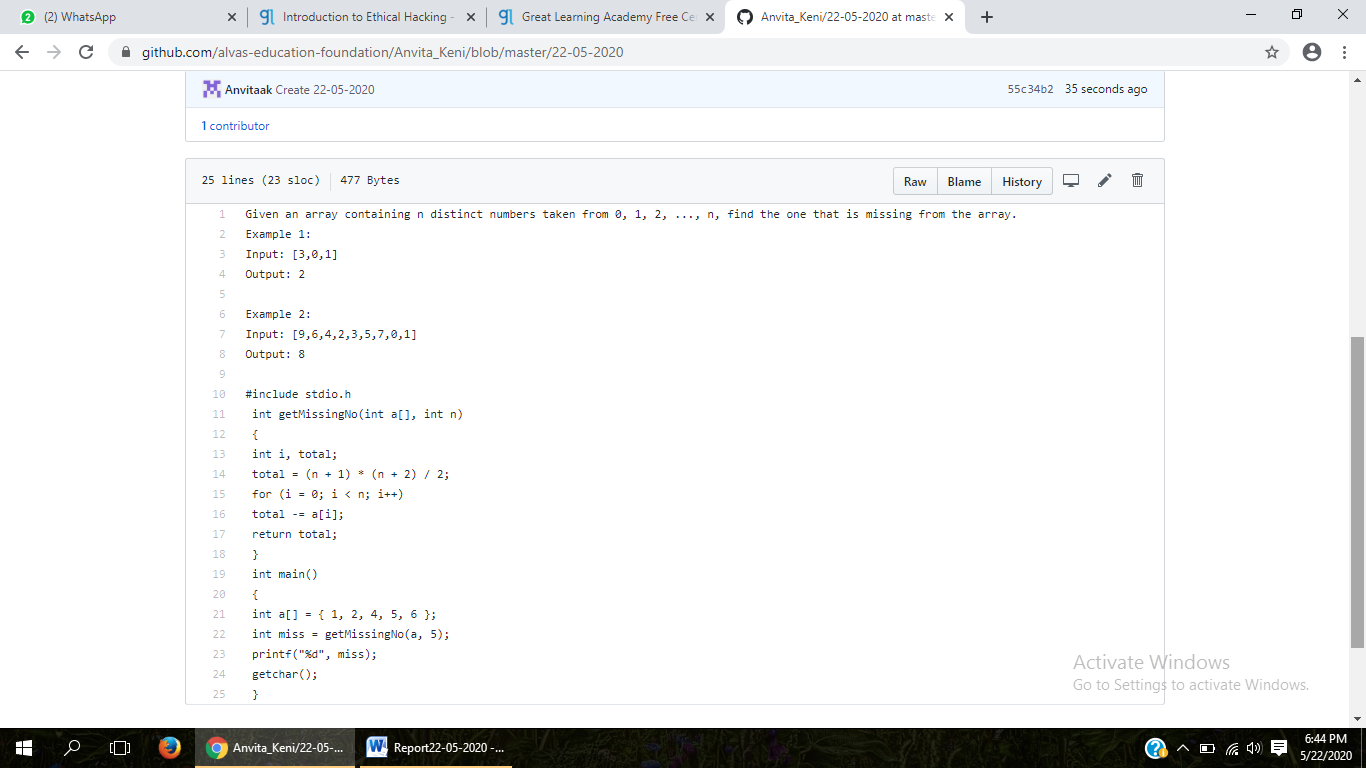 (2) WhatsApp
Introduction to Ethical Hacking -
Great Learning Academy Free Ce
Anvita_Keni/22-05-2020 at maste
github.com/alvas-education-foundation/Anvita_Keni/blob/master/22-05-2020
Anvitaak Create 22-05-2020
55c34b2 35 seconds ago
1 contributor
25 lines (23 sloc) 477 Bytes
Raw Blame History
1 Given an array containing n distinct numbers taken from 0, 1, 2, ..., n, find the one that is missing from the array.
2 Example 1:
3 Input: [3,0,1]
4 Output: 2
5
6 Example 2:
7 Input: [9,6,4,2,3,5,7,0,1]
8 Output: 8
9
10 #include stdio.h
11 int getMissingNo(int a[], int n)
12 {
13 int i, total;
14 total = (n + 1) * (n + 2) / 2;
15 for (i = 0; i < n; i++)
16 total -= a[i];
17 return total;
18 }
19 int main()
20 {
21 int a[] = { 1, 2, 4, 5, 6 };
22 int miss = getMissingNo(a, 5);
23 printf("%d", miss);
24 getchar();
25 }
Activate Windows
Go to Settings to activate Windows.
Anvita_Keni/22-05-...
Report22-05-2020 -...
6:44 PM
5/22/2020